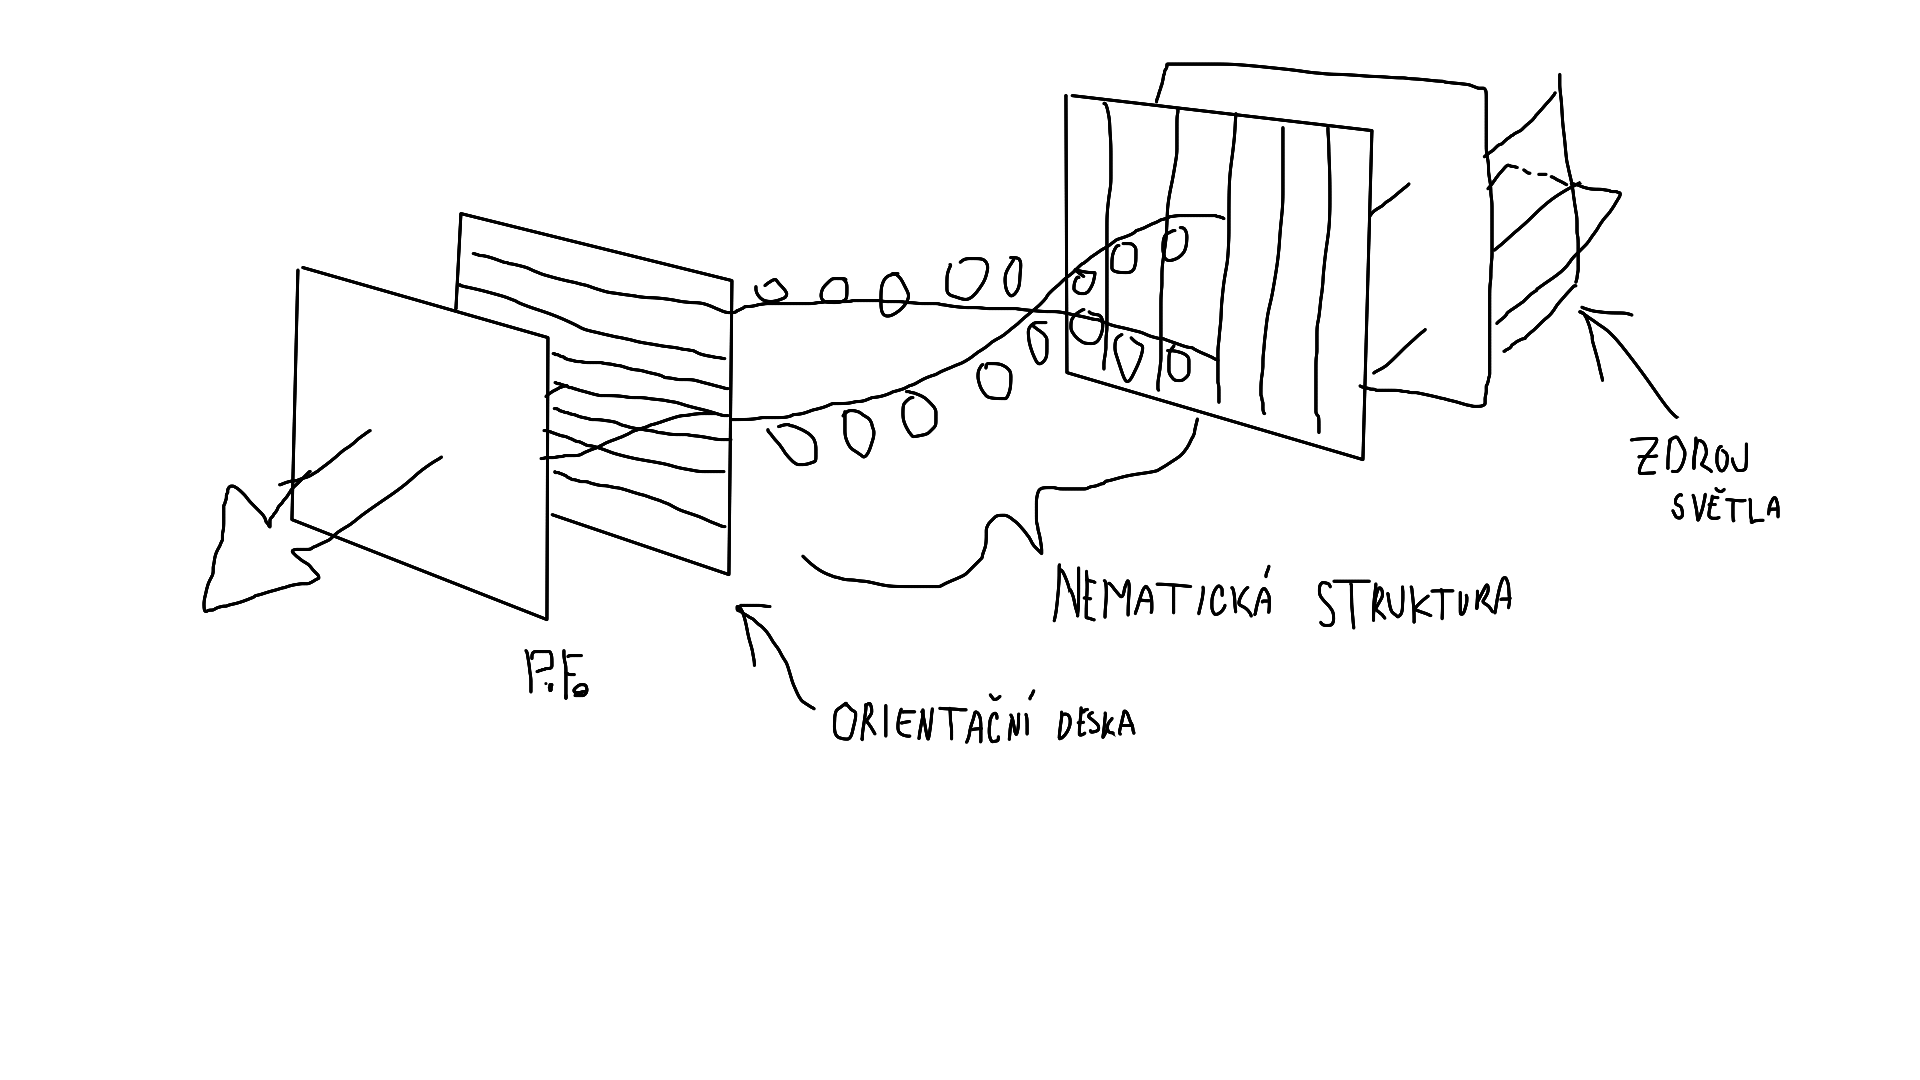 ZDROJ
SVĚTLA
NEMATICKÁ STRUKTURA
P.F.
ORIENTAČNÍ DESKA